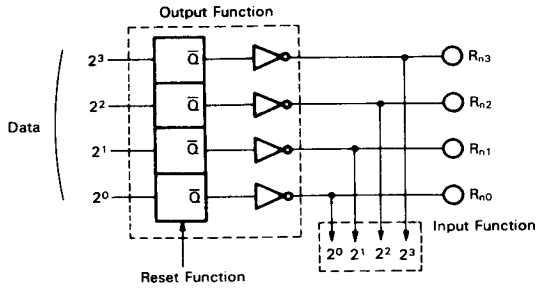 Output Function
2³ Q̅ Rn3
2² Q̅ Rn2
Data
2¹ Q̅ Rn1
2⁰ Q̅ Rn0
Input Function
2⁰ 2¹ 2² 2³
Reset Function